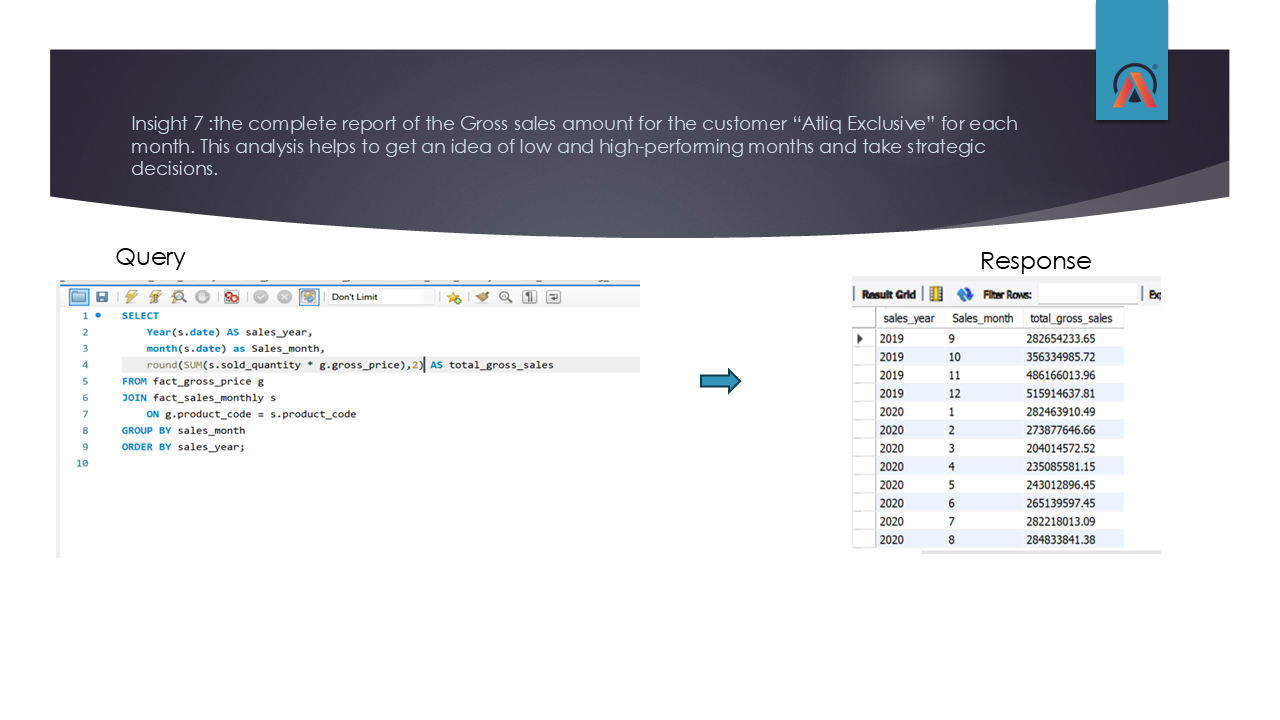 Insight 7 :the complete report of the Gross sales amount for the customer “Atliq Exclusive” for each
month. This analysis helps to get an idea of low and high-performing months and take strategic
decisions.
Query
Don't Limit
1 SELECT
2 Year(s.date) AS sales_year,
3 month(s.date) as Sales_month,
4 round(SUM(s.sold_quantity * g.gross_price),2) AS total_gross_sales
5 FROM fact_gross_price g
6 JOIN fact_sales_monthly s
7 ON g.product_code = s.product_code
8 GROUP BY sales_month
9 ORDER BY sales_year;
10
Response
Result Grid Filter Rows: Ex
sales_year Sales_month total_gross_sales
2019 9 282654233.65
2019 10 356334985.72
2019 11 486166013.96
2019 12 515914637.81
2020 1 282463910.49
2020 2 273877646.66
2020 3 204014572.52
2020 4 235085581.15
2020 5 243012896.45
2020 6 265139597.45
2020 7 282218013.09
2020 8 284833841.38